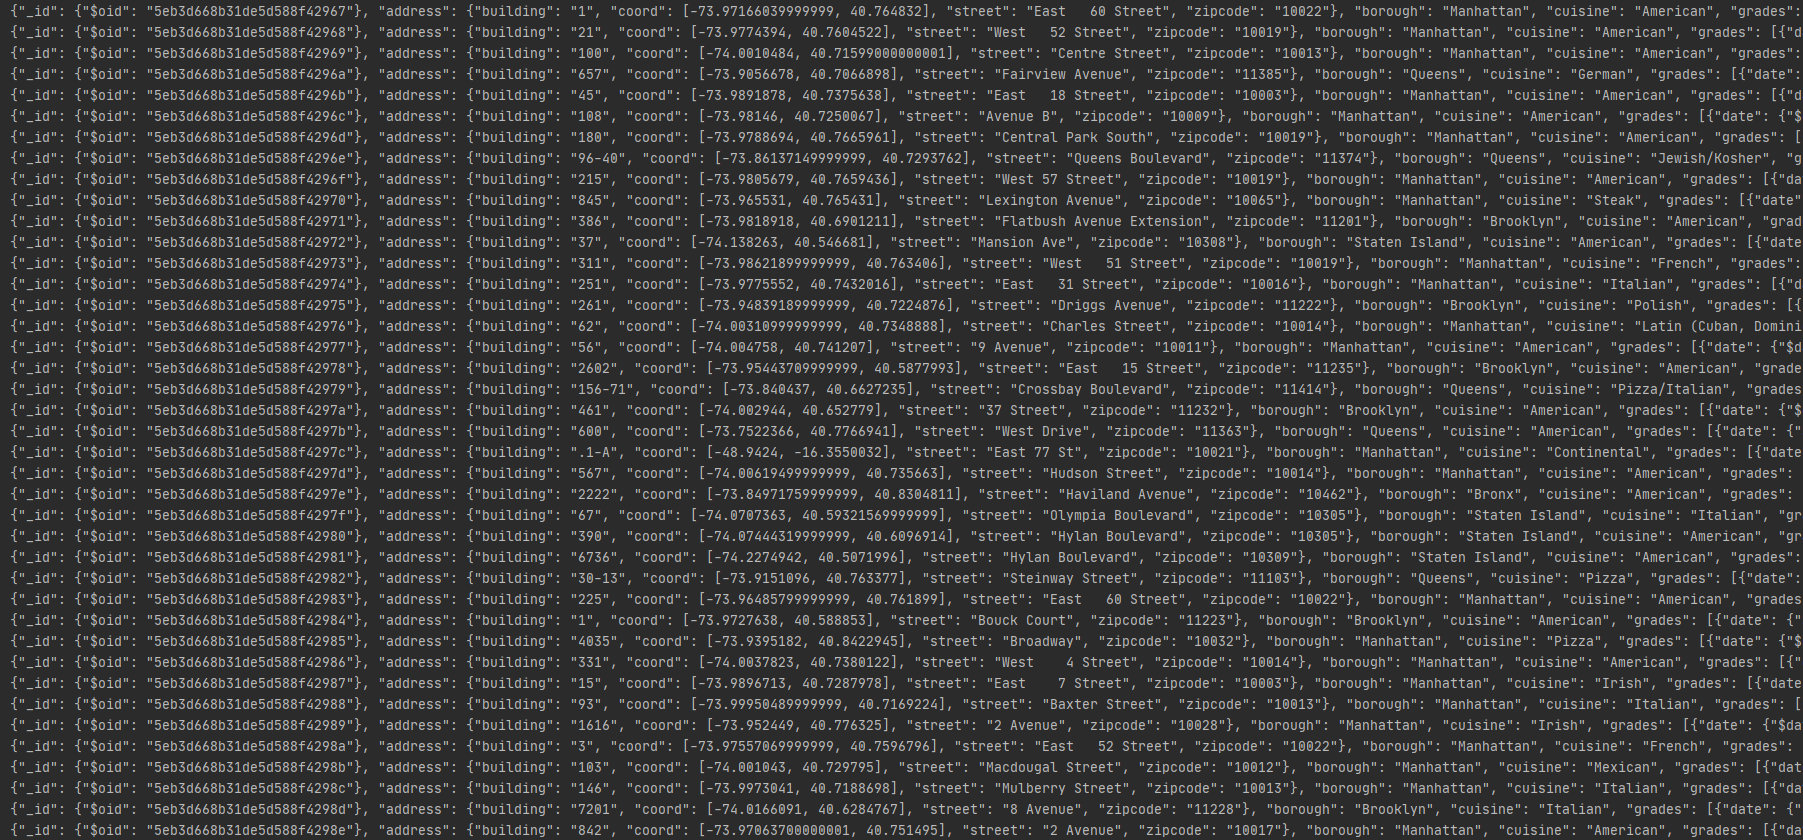 {"_id": {"$oid": "5eb3d668b31de5d588f42967"}, "address": {"building": "1", "coord": [-73.97166039999999, 40.764832], "street": "East   60 Street", "zipcode": "10022"}, "borough": "Manhattan", "cuisine": "American", "grades":
{"_id": {"$oid": "5eb3d668b31de5d588f42968"}, "address": {"building": "21", "coord": [-73.9774394, 40.7604522], "street": "West   52 Street", "zipcode": "10019"}, "borough": "Manhattan", "cuisine": "American", "grades": [{"d
{"_id": {"$oid": "5eb3d668b31de5d588f42969"}, "address": {"building": "100", "coord": [-74.0010484, 40.71599000000001], "street": "Centre Street", "zipcode": "10013"}, "borough": "Manhattan", "cuisine": "American", "grades"
{"_id": {"$oid": "5eb3d668b31de5d588f4296a"}, "address": {"building": "657", "coord": [-73.9056678, 40.7066898], "street": "Fairview Avenue", "zipcode": "11385"}, "borough": "Queens", "cuisine": "German", "grades": [{"date":
{"_id": {"$oid": "5eb3d668b31de5d588f4296b"}, "address": {"building": "45", "coord": [-73.9891878, 40.7375638], "street": "East   18 Street", "zipcode": "10003"}, "borough": "Manhattan", "cuisine": "American", "grades": [{"d
{"_id": {"$oid": "5eb3d668b31de5d588f4296c"}, "address": {"building": "108", "coord": [-73.98146, 40.7250067], "street": "Avenue B", "zipcode": "10009"}, "borough": "Manhattan", "cuisine": "American", "grades": [{"date": {"$
{"_id": {"$oid": "5eb3d668b31de5d588f4296d"}, "address": {"building": "180", "coord": [-73.9788694, 40.7665961], "street": "Central Park South", "zipcode": "10019"}, "borough": "Manhattan", "cuisine": "American", "grades": [
{"_id": {"$oid": "5eb3d668b31de5d588f4296e"}, "address": {"building": "96-40", "coord": [-73.86137149999999, 40.7293762], "street": "Queens Boulevard", "zipcode": "11374"}, "borough": "Queens", "cuisine": "Jewish/Kosher", "g
{"_id": {"$oid": "5eb3d668b31de5d588f4296f"}, "address": {"building": "215", "coord": [-73.9805679, 40.7659436], "street": "West 57 Street", "zipcode": "10019"}, "borough": "Manhattan", "cuisine": "American", "grades": [{"da
{"_id": {"$oid": "5eb3d668b31de5d588f42970"}, "address": {"building": "845", "coord": [-73.965531, 40.765431], "street": "Lexington Avenue", "zipcode": "10065"}, "borough": "Manhattan", "cuisine": "Steak", "grades": [{"date"
{"_id": {"$oid": "5eb3d668b31de5d588f42971"}, "address": {"building": "386", "coord": [-73.9818918, 40.6901211], "street": "Flatbush Avenue Extension", "zipcode": "11201"}, "borough": "Brooklyn", "cuisine": "American", "grad
{"_id": {"$oid": "5eb3d668b31de5d588f42972"}, "address": {"building": "37", "coord": [-74.138263, 40.546681], "street": "Mansion Ave", "zipcode": "10308"}, "borough": "Staten Island", "cuisine": "American", "grades": [{"date
{"_id": {"$oid": "5eb3d668b31de5d588f42973"}, "address": {"building": "311", "coord": [-73.98621899999999, 40.763406], "street": "West   51 Street", "zipcode": "10019"}, "borough": "Manhattan", "cuisine": "French", "grades":
{"_id": {"$oid": "5eb3d668b31de5d588f42974"}, "address": {"building": "251", "coord": [-73.9775552, 40.7432016], "street": "East   31 Street", "zipcode": "10016"}, "borough": "Manhattan", "cuisine": "Italian", "grades": [{"d
{"_id": {"$oid": "5eb3d668b31de5d588f42975"}, "address": {"building": "261", "coord": [-73.94839189999999, 40.7224876], "street": "Driggs Avenue", "zipcode": "11222"}, "borough": "Brooklyn", "cuisine": "Polish", "grades": [{
{"_id": {"$oid": "5eb3d668b31de5d588f42976"}, "address": {"building": "62", "coord": [-74.00310999999999, 40.7348888], "street": "Charles Street", "zipcode": "10014"}, "borough": "Manhattan", "cuisine": "Latin (Cuban, Domini
{"_id": {"$oid": "5eb3d668b31de5d588f42977"}, "address": {"building": "56", "coord": [-74.004758, 40.741207], "street": "9 Avenue", "zipcode": "10011"}, "borough": "Manhattan", "cuisine": "American", "grades": [{"date": {"$d
{"_id": {"$oid": "5eb3d668b31de5d588f42978"}, "address": {"building": "2602", "coord": [-73.95443709999999, 40.5877993], "street": "East   15 Street", "zipcode": "11235"}, "borough": "Brooklyn", "cuisine": "American", "grade
{"_id": {"$oid": "5eb3d668b31de5d588f42979"}, "address": {"building": "156-71", "coord": [-73.840437, 40.6627235], "street": "Crossbay Boulevard", "zipcode": "11414"}, "borough": "Queens", "cuisine": "Pizza/Italian", "grades
{"_id": {"$oid": "5eb3d668b31de5d588f4297a"}, "address": {"building": "461", "coord": [-74.002944, 40.652779], "street": "37 Street", "zipcode": "11232"}, "borough": "Brooklyn", "cuisine": "American", "grades": [{"date": {"$
{"_id": {"$oid": "5eb3d668b31de5d588f4297b"}, "address": {"building": "600", "coord": [-73.7522366, 40.7766941], "street": "West Drive", "zipcode": "11363"}, "borough": "Queens", "cuisine": "American", "grades": [{"date": {"
{"_id": {"$oid": "5eb3d668b31de5d588f4297c"}, "address": {"building": ".1-A", "coord": [-48.9424, -16.3550032], "street": "East 77 St", "zipcode": "10021"}, "borough": "Manhattan", "cuisine": "Continental", "grades": [{"date
{"_id": {"$oid": "5eb3d668b31de5d588f4297d"}, "address": {"building": "567", "coord": [-74.00619499999999, 40.735663], "street": "Hudson Street", "zipcode": "10014"}, "borough": "Manhattan", "cuisine": "American", "grades":
{"_id": {"$oid": "5eb3d668b31de5d588f4297e"}, "address": {"building": "2222", "coord": [-73.84971759999999, 40.8304811], "street": "Haviland Avenue", "zipcode": "10462"}, "borough": "Bronx", "cuisine": "American", "grades":
{"_id": {"$oid": "5eb3d668b31de5d588f4297f"}, "address": {"building": "67", "coord": [-74.0707363, 40.59321569999999], "street": "Olympia Boulevard", "zipcode": "10305"}, "borough": "Staten Island", "cuisine": "Italian", "gr
{"_id": {"$oid": "5eb3d668b31de5d588f42980"}, "address": {"building": "390", "coord": [-74.07444319999999, 40.6096914], "street": "Hylan Boulevard", "zipcode": "10305"}, "borough": "Staten Island", "cuisine": "American", "gr
{"_id": {"$oid": "5eb3d668b31de5d588f42981"}, "address": {"building": "6736", "coord": [-74.2274942, 40.5071996], "street": "Hylan Boulevard", "zipcode": "10309"}, "borough": "Staten Island", "cuisine": "American", "grades":
{"_id": {"$oid": "5eb3d668b31de5d588f42982"}, "address": {"building": "30-13", "coord": [-73.9151096, 40.763377], "street": "Steinway Street", "zipcode": "11103"}, "borough": "Queens", "cuisine": "Pizza", "grades": [{"date":
{"_id": {"$oid": "5eb3d668b31de5d588f42983"}, "address": {"building": "225", "coord": [-73.96485799999999, 40.761899], "street": "East   60 Street", "zipcode": "10022"}, "borough": "Manhattan", "cuisine": "American", "grades
{"_id": {"$oid": "5eb3d668b31de5d588f42984"}, "address": {"building": "1", "coord": [-73.9727638, 40.588853], "street": "Bouck Court", "zipcode": "11223"}, "borough": "Brooklyn", "cuisine": "American", "grades": [{"date": {"
{"_id": {"$oid": "5eb3d668b31de5d588f42985"}, "address": {"building": "4035", "coord": [-73.9395182, 40.8422945], "street": "Broadway", "zipcode": "10032"}, "borough": "Manhattan", "cuisine": "Pizza", "grades": [{"date": {"$
{"_id": {"$oid": "5eb3d668b31de5d588f42986"}, "address": {"building": "331", "coord": [-74.0037823, 40.7380122], "street": "West    4 Street", "zipcode": "10014"}, "borough": "Manhattan", "cuisine": "American", "grades": [{"
{"_id": {"$oid": "5eb3d668b31de5d588f42987"}, "address": {"building": "15", "coord": [-73.9896713, 40.7287978], "street": "East    7 Street", "zipcode": "10003"}, "borough": "Manhattan", "cuisine": "Irish", "grades": [{"date
{"_id": {"$oid": "5eb3d668b31de5d588f42988"}, "address": {"building": "93", "coord": [-73.99950489999999, 40.7169224], "street": "Baxter Street", "zipcode": "10013"}, "borough": "Manhattan", "cuisine": "Italian", "grades": [
{"_id": {"$oid": "5eb3d668b31de5d588f42989"}, "address": {"building": "1616", "coord": [-73.952449, 40.776325], "street": "2 Avenue", "zipcode": "10028"}, "borough": "Manhattan", "cuisine": "Irish", "grades": [{"date": {"$da
{"_id": {"$oid": "5eb3d668b31de5d588f4298a"}, "address": {"building": "3", "coord": [-73.97557069999999, 40.7596796], "street": "East   52 Street", "zipcode": "10022"}, "borough": "Manhattan", "cuisine": "French", "grades":
{"_id": {"$oid": "5eb3d668b31de5d588f4298b"}, "address": {"building": "103", "coord": [-74.001043, 40.729795], "street": "Macdougal Street", "zipcode": "10012"}, "borough": "Manhattan", "cuisine": "Mexican", "grades": [{"dat
{"_id": {"$oid": "5eb3d668b31de5d588f4298c"}, "address": {"building": "146", "coord": [-73.9973041, 40.7188698], "street": "Mulberry Street", "zipcode": "10013"}, "borough": "Manhattan", "cuisine": "Italian", "grades": [{"da
{"_id": {"$oid": "5eb3d668b31de5d588f4298d"}, "address": {"building": "7201", "coord": [-74.0166091, 40.6284767], "street": "8 Avenue", "zipcode": "11228"}, "borough": "Brooklyn", "cuisine": "Italian", "grades": [{"date": {"
{"_id": {"$oid": "5eb3d668b31de5d588f4298e"}, "address": {"building": "842", "coord": [-73.97063700000001, 40.751495], "street": "2 Avenue", "zipcode": "10017"}, "borough": "Manhattan", "cuisine": "American", "grades": [{"da